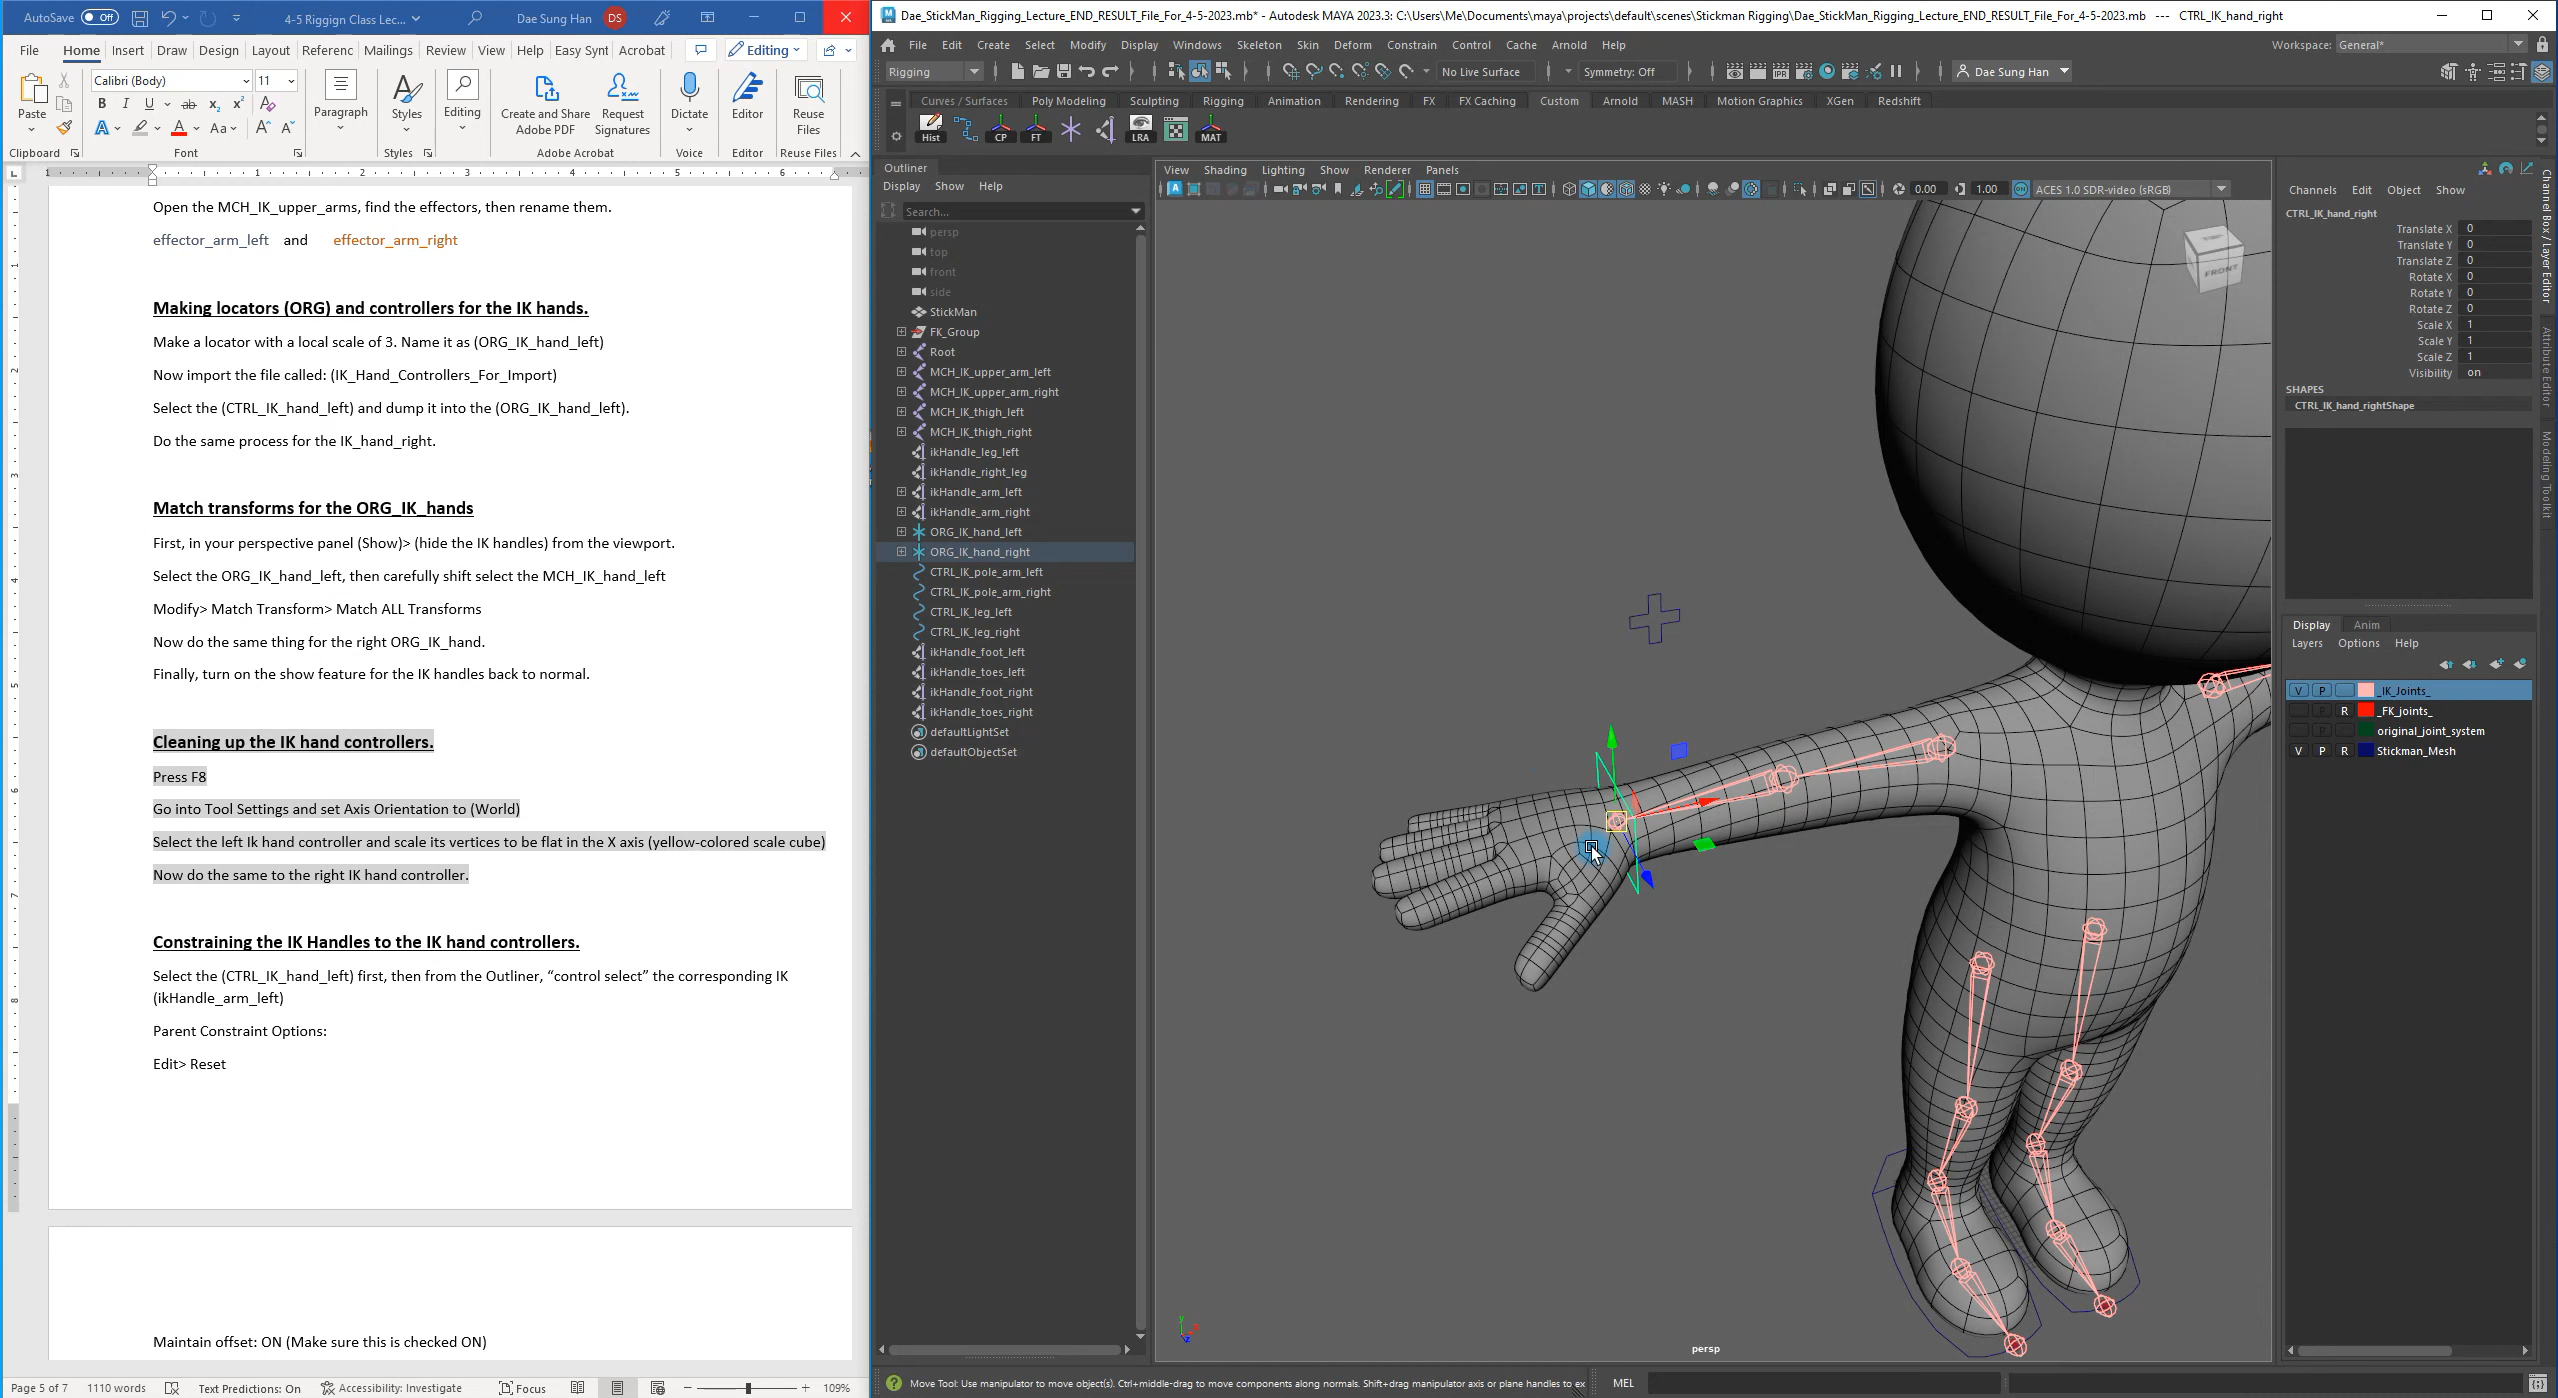 AutoSave Off 4-5 Riggign Class Lec... Dae Sung Han DS
File Home Insert Draw Design Layout Referenc Mailings Review View Help Easy Synt Acrobat Editing
Calibri (Body) 11
Paste Paragraph Styles Editing Create and Share Adobe PDF Request Signatures Dictate Editor Reuse Files
Clipboard Font Styles Adobe Acrobat Voice Editor Reuse Files
Open the MCH_IK_upper_arms, find the effectors, then rename them.
effector_arm_left and effector_arm_right
Making locators (ORG) and controllers for the IK hands.
Make a locator with a local scale of 3. Name it as (ORG_IK_hand_left)
Now import the file called: (IK_Hand_Controllers_For_Import)
Select the (CTRL_IK_hand_left) and dump it into the (ORG_IK_hand_left).
Do the same process for the IK_hand_right.
Match transforms for the ORG_IK_hands
First, in your perspective panel (Show)> (hide the IK handles) from the viewport.
Select the ORG_IK_hand_left, then carefully shift select the MCH_IK_hand_left
Modify> Match Transform> Match ALL Transforms
Now do the same thing for the right ORG_IK_hand.
Finally, turn on the show feature for the IK handles back to normal.
Cleaning up the IK hand controllers.
Press F8
Go into Tool Settings and set Axis Orientation to (World)
Select the left Ik hand controller and scale its vertices to be flat in the X axis (yellow-colored scale cube)
Now do the same to the right IK hand controller.
Constraining the IK Handles to the IK hand controllers.
Select the (CTRL_IK_hand_left) first, then from the Outliner, “control select” the corresponding IK
(ikHandle_arm_left)
Parent Constraint Options:
Edit> Reset
Maintain offset: ON (Make sure this is checked ON)
Page 5 of 7 1110 words Text Predictions: On Accessibility: Investigate Focus 109%
Dae_StickMan_Rigging_Lecture_END_RESULT_File_For_4-5-2023.mb* - Autodesk MAYA 2023.3: C:\Users\Me\Documents\maya\projects\default\scenes\Stickman Rigging\Dae_StickMan_Rigging_Lecture_END_RESULT_File_For_4-5-2023.mb --- CTRL_IK_hand_right
File Edit Create Select Modify Display Windows Skeleton Skin Deform Constrain Control Cache Arnold Help Workspace: General*
Rigging No Live Surface Symmetry: Off Dae Sung Han
Curves / Surfaces Poly Modeling Sculpting Rigging Animation Rendering FX FX Caching Custom Arnold MASH Motion Graphics XGen Redshift
Hist CP FT LRA MAT
Outliner
Display Show Help
Search...
persp
top
front
side
StickMan
FK_Group
Root
MCH_IK_upper_arm_left
MCH_IK_upper_arm_right
MCH_IK_thigh_left
MCH_IK_thigh_right
ikHandle_leg_left
ikHandle_right_leg
ikHandle_arm_left
ikHandle_arm_right
ORG_IK_hand_left
ORG_IK_hand_right
CTRL_IK_pole_arm_left
CTRL_IK_pole_arm_right
CTRL_IK_leg_left
CTRL_IK_leg_right
ikHandle_foot_left
ikHandle_toes_left
ikHandle_foot_right
ikHandle_toes_right
defaultLightSet
defaultObjectSet
View Shading Lighting Show Renderer Panels
0.00 1.00 ACES 1.0 SDR-video (sRGB)
FRONT
persp
Channels Edit Object Show
CTRL_IK_hand_right
Translate X 0
Translate Y 0
Translate Z 0
Rotate X 0
Rotate Y 0
Rotate Z 0
Scale X 1
Scale Y 1
Scale Z 1
Visibility on
SHAPES
CTRL_IK_hand_rightShape
Display Anim
Layers Options Help
V P _IK_Joints_
R _FK_joints_
original_joint_system
V P R Stickman_Mesh
Channel Box / Layer Editor
Attribute Editor
Modeling Toolkit
Move Tool: Use manipulator to move object(s). Ctrl+middle-drag to move components along normals. Shift+drag manipulator axis or plane handles to ex MEL